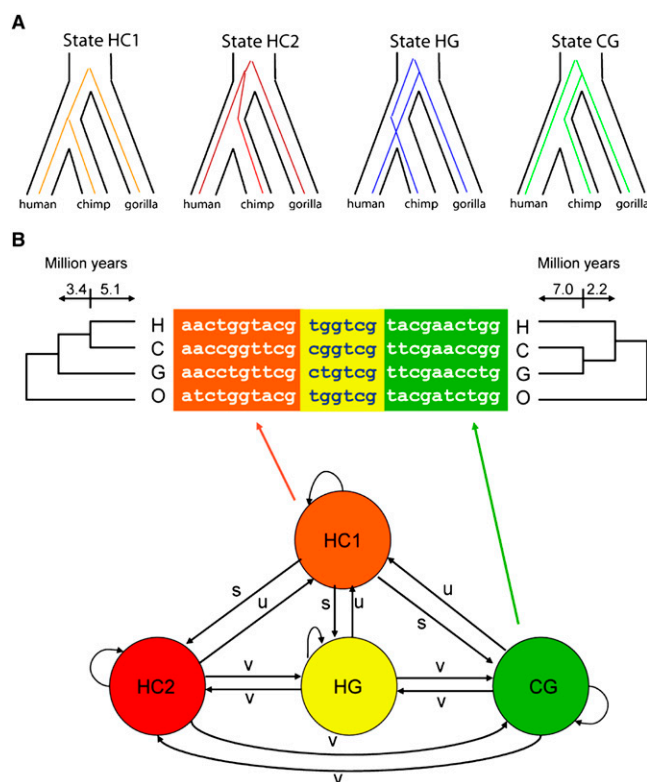 A
State HC1 State HC2 State HG State CG
human chimp gorilla human chimp gorilla human chimp gorilla human chimp gorilla
B
Million years Million years
3.4 5.1 7.0 2.2
H aactggtacg tggtcg tacgaactgg H
C aaccggttcg cggtcg ttcgaaccgg C
G aacctgttcg ctgtcg ttcgaacctg G
O atctggtacg tggtcg tacgatctgg O
HC1
s u s u s u
HC2 v v HG v v CG
v
v